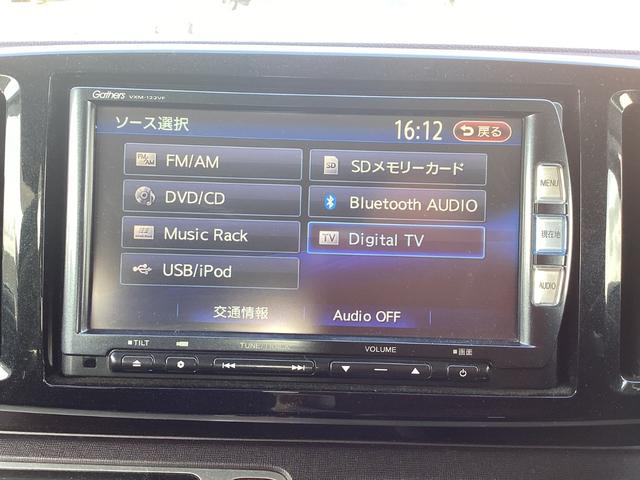 Gathers VXM-122VF
ソース選択
16:12
戻る
FM/AM
SDメモリーカード
DVD/CD
Bluetooth AUDIO
Music Rack
TV Digital TV
USB/iPod
交通情報
Audio OFF
MENU
現在地
AUDIO
TILT
TUNE/TRACK
VOLUME
画面